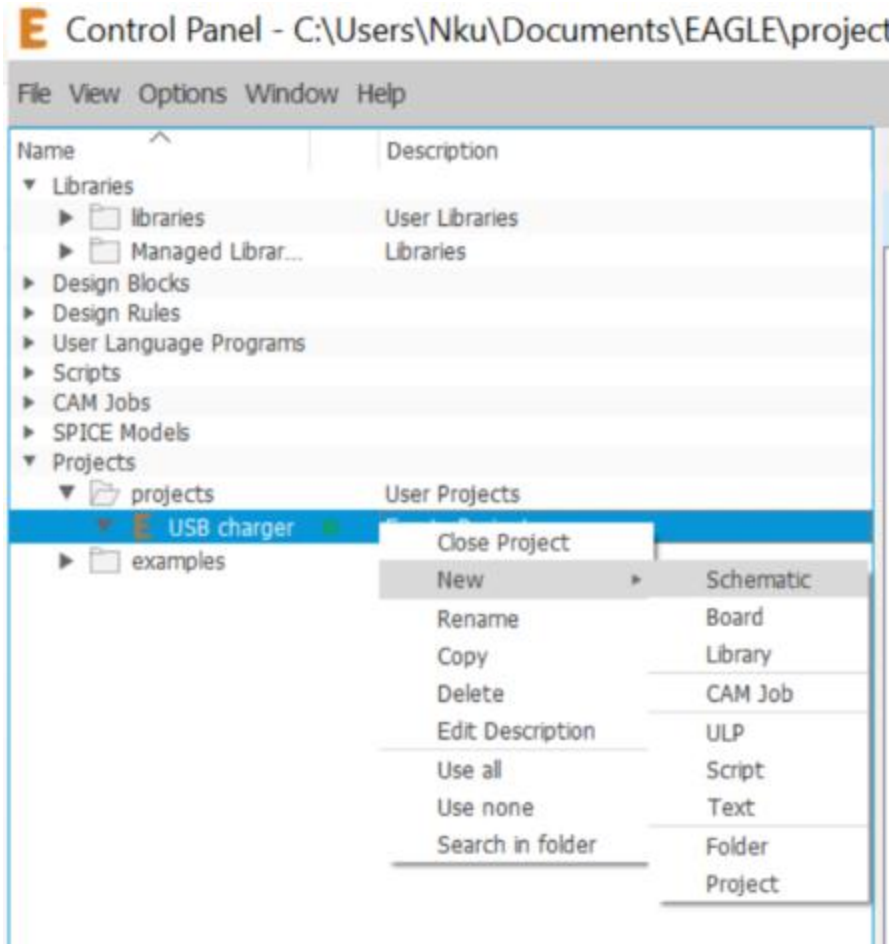 E Control Panel - C:\Users\Nku\Documents\EAGLE\project
File View Options Window Help
Name Description
Libraries
libraries User Libraries
Managed Librar... Libraries
Design Blocks
Design Rules
User Language Programs
Scripts
CAM Jobs
SPICE Models
Projects
projects User Projects
E USB charger
Close Project
examples
New Schematic
Rename Board
Copy Library
Delete CAM Job
Edit Description ULP
Use all Script
Use none Text
Search in folder Folder
Project